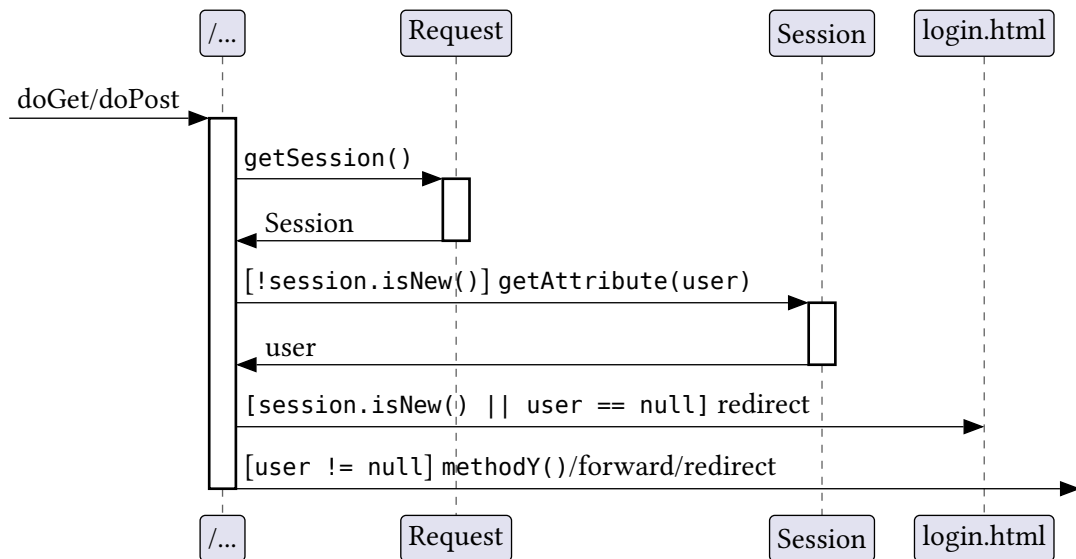 /... Request Session login.html
doGet/doPost
getSession()
Session
[!session.isNew()] getAttribute(user)
user
[session.isNew() || user == null] redirect
[user != null] methodY()/forward/redirect
/... Request Session login.html